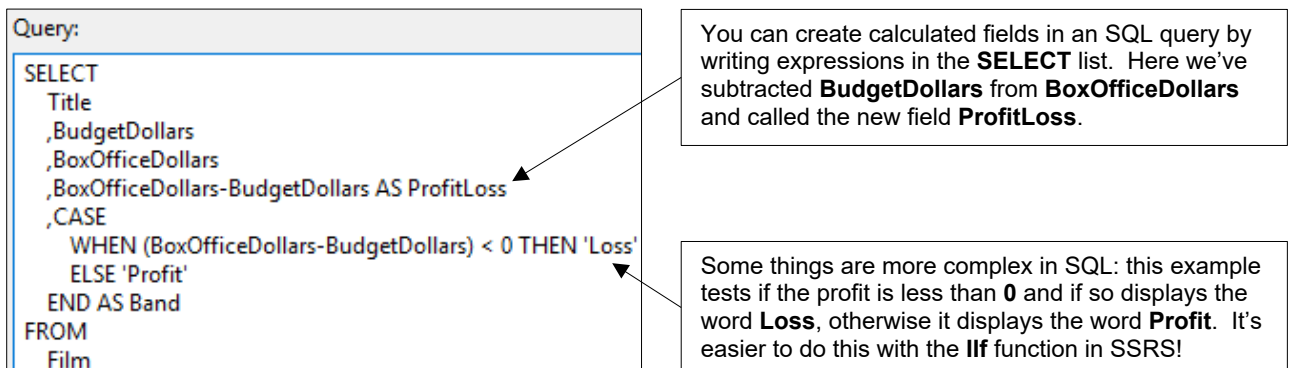 Query:
SELECT
Title
,BudgetDollars
,BoxOfficeDollars
,BoxOfficeDollars-BudgetDollars AS ProfitLoss
,CASE
WHEN (BoxOfficeDollars-BudgetDollars) < 0 THEN 'Loss'
ELSE 'Profit'
END AS Band
FROM
Film
You can create calculated fields in an SQL query by
writing expressions in the SELECT list. Here we've
subtracted BudgetDollars from BoxOfficeDollars
and called the new field ProfitLoss.
Some things are more complex in SQL: this example
tests if the profit is less than 0 and if so displays the
word Loss, otherwise it displays the word Profit. It's
easier to do this with the IIf function in SSRS!